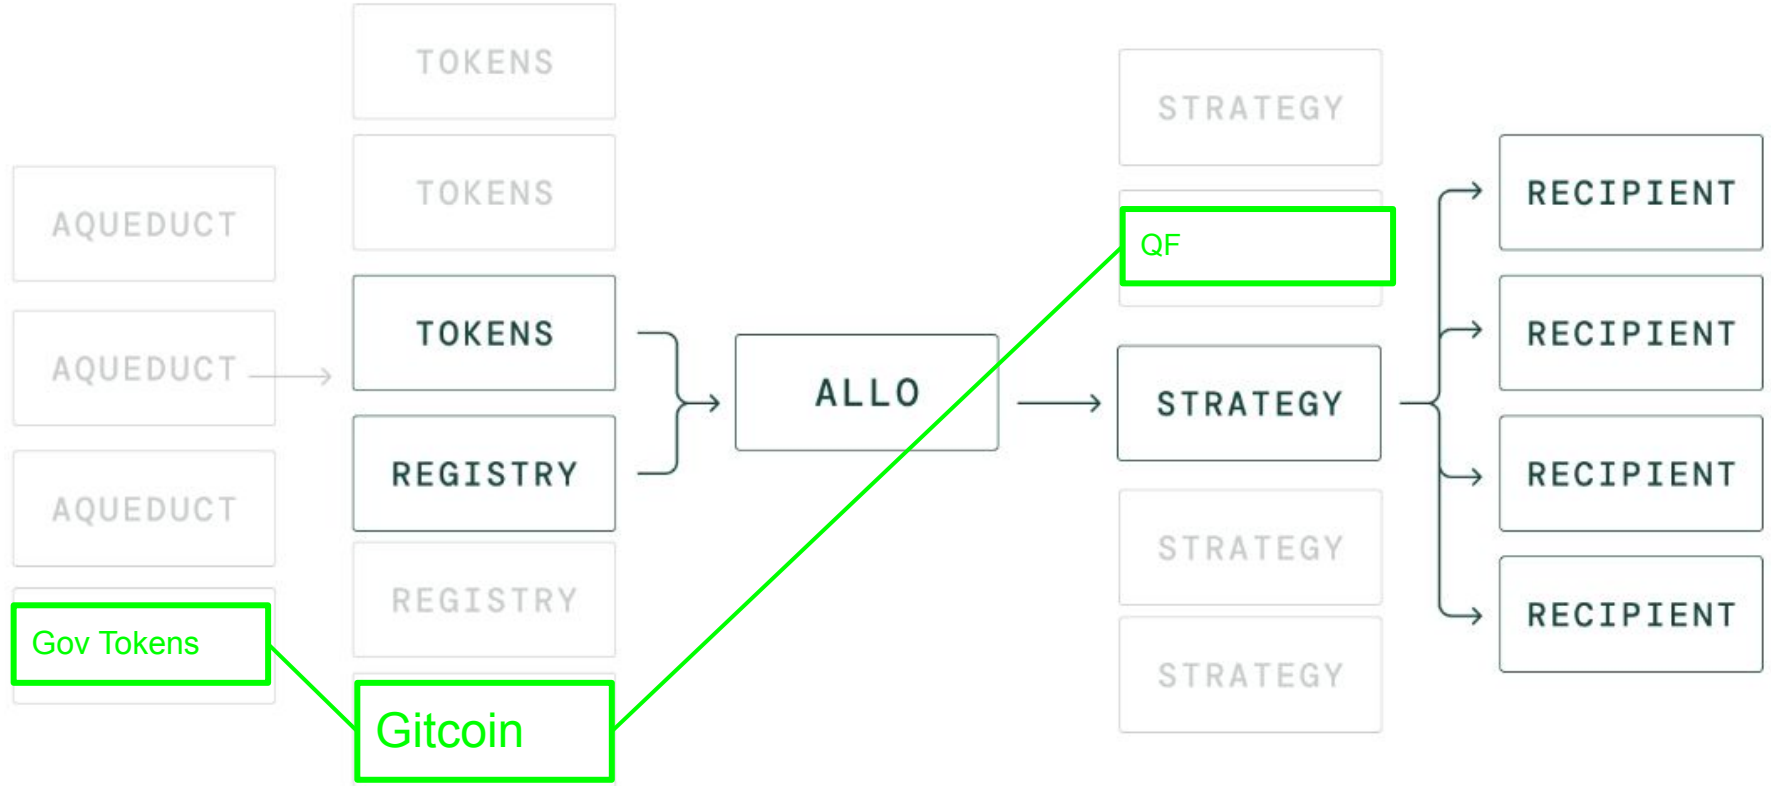 AQUEDUCT
AQUEDUCT
AQUEDUCT
Gov Tokens
TOKENS
TOKENS
TOKENS
REGISTRY
REGISTRY
Gitcoin
ALLO
STRATEGY
QF
STRATEGY
STRATEGY
STRATEGY
RECIPIENT
RECIPIENT
RECIPIENT
RECIPIENT